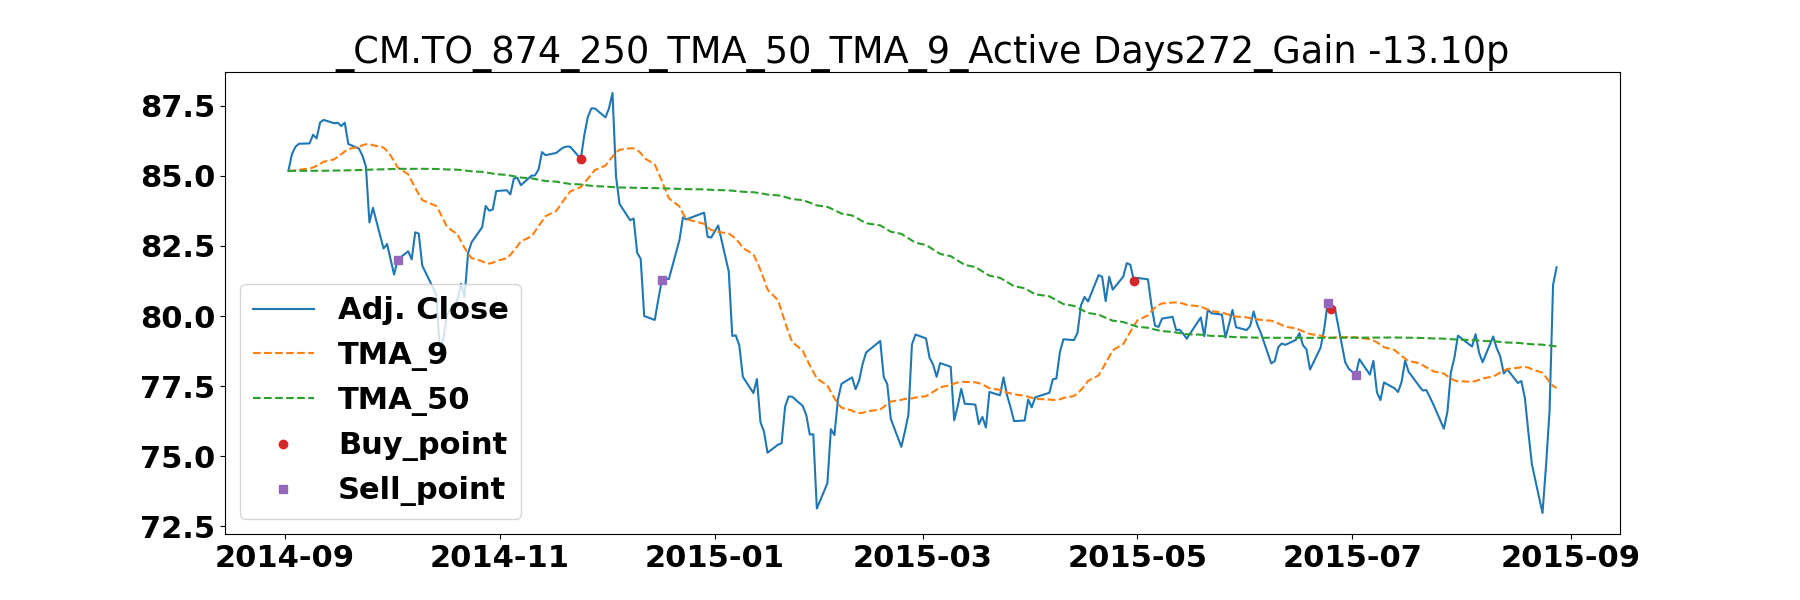 _CM.TO_874_250_TMA_50_TMA_9_Active Days272_Gain -13.10p
87.5
85.0
82.5
80.0
77.5
75.0
72.5
Adj. Close
TMA_9
TMA_50
Buy_point
Sell_point
2014-09 2014-11 2015-01 2015-03 2015-05 2015-07 2015-09